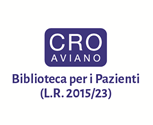 CRO
AVIANO
Biblioteca per i Pazienti
(L.R. 2015/23)